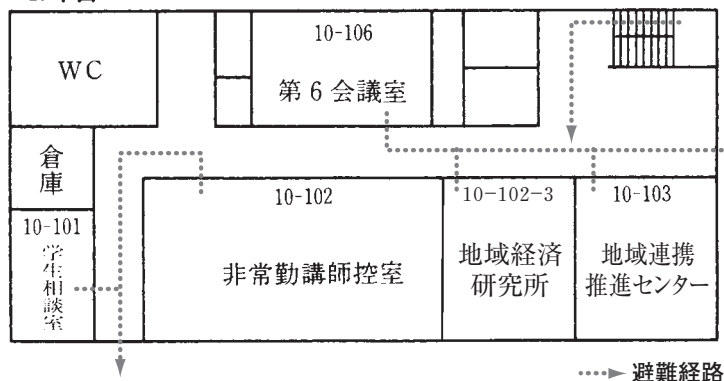 WC
10-106
第6会議室
倉庫
10-101
学生相談室
10-102
非常勤講師控室
10-102-3
地域経済
研究所
10-103
地域連携
推進センター
避難経路